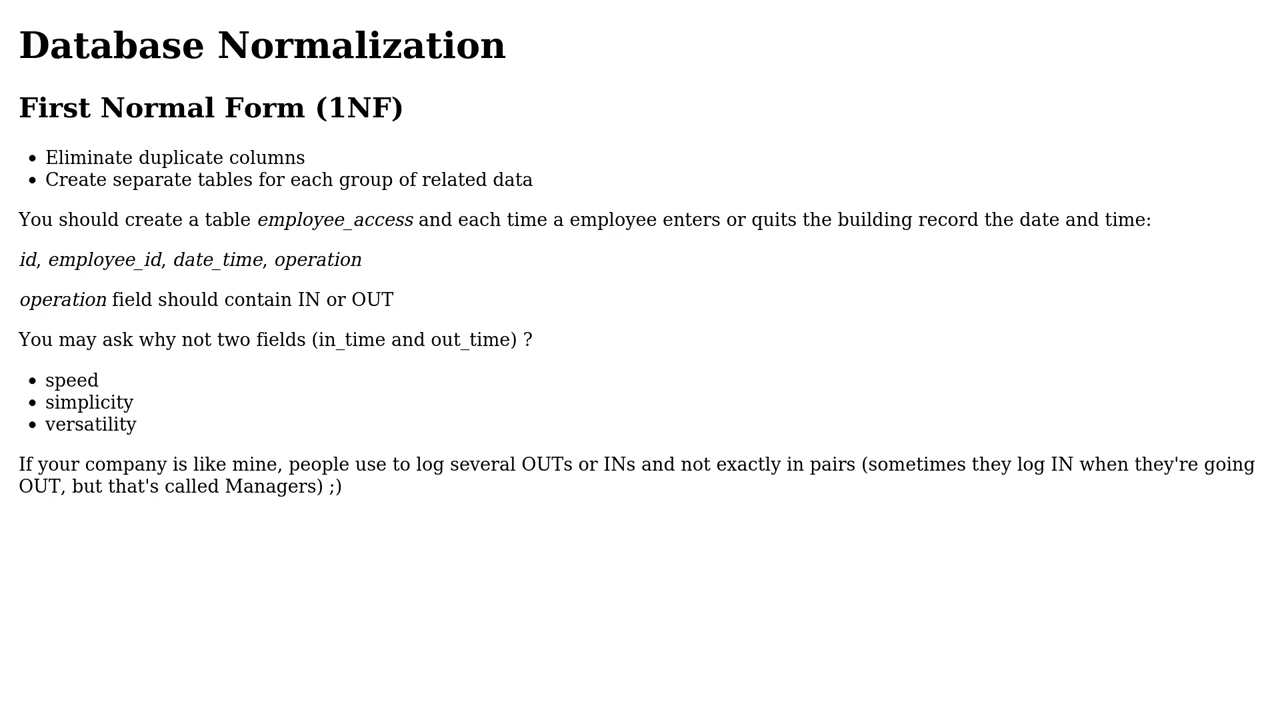 Database Normalization
First Normal Form (1NF)
• Eliminate duplicate columns
• Create separate tables for each group of related data
You should create a table employee_access and each time a employee enters or quits the building record the date and time:
id, employee_id, date_time, operation
operation field should contain IN or OUT
You may ask why not two fields (in_time and out_time) ?
• speed
• simplicity
• versatility
If your company is like mine, people use to log several OUTs or INs and not exactly in pairs (sometimes they log IN when they're going
OUT, but that's called Managers) ;)